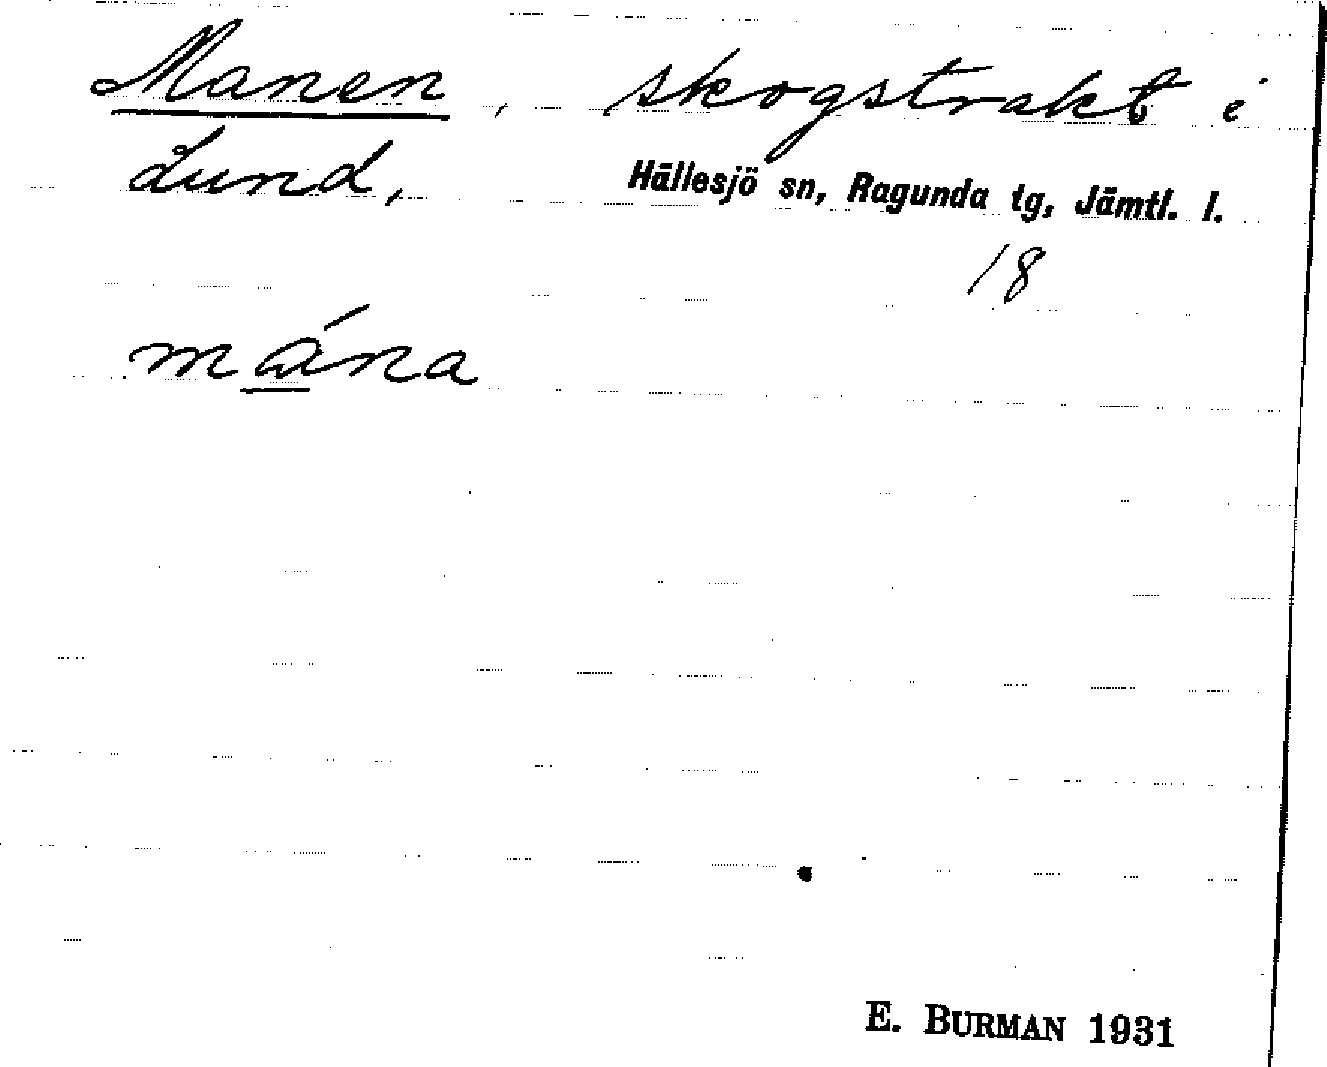 Manen, skogstrakt i
Lund, Hällesjö sn, Ragunda tg, Jämtl. l.
18
mána
E. BURMAN 1931